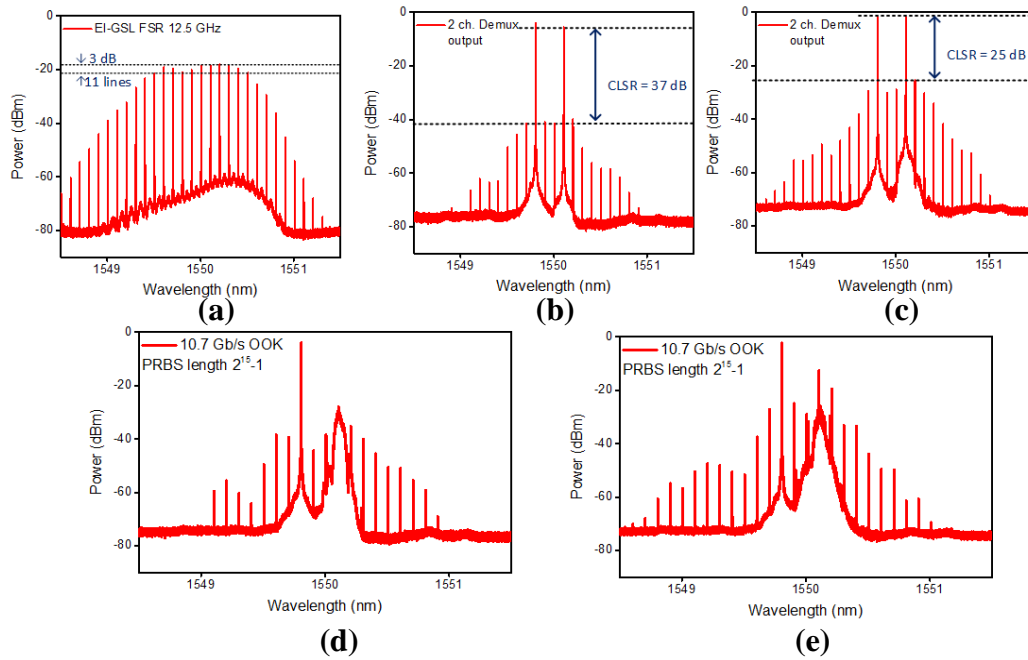 EI-GSL FSR 12.5 GHz
3 dB
11 lines
0
-20
-40
-60
-80
Power (dBm)
1549
1550
1551
Wavelength (nm)
(a)
2 ch. Demux
output
CLSR = 37 dB
0
-20
-40
-60
-80
Power (dBm)
1549
1550
1551
Wavelength (nm)
(b)
2 ch. Demux
output
CLSR = 25 dB
0
-20
-40
-60
-80
Power (dBm)
1549
1550
1551
Wavelength (nm)
(c)
10.7 Gb/s OOK
PRBS length 2¹⁵-1
0
-20
-40
-60
-80
Power (dBm)
1549
1550
1551
Wavelength (nm)
(d)
10.7 Gb/s OOK
PRBS length 2¹⁵-1
0
-20
-40
-60
-80
Power (dBm)
1549
1550
1551
Wavelength (nm)
(e)